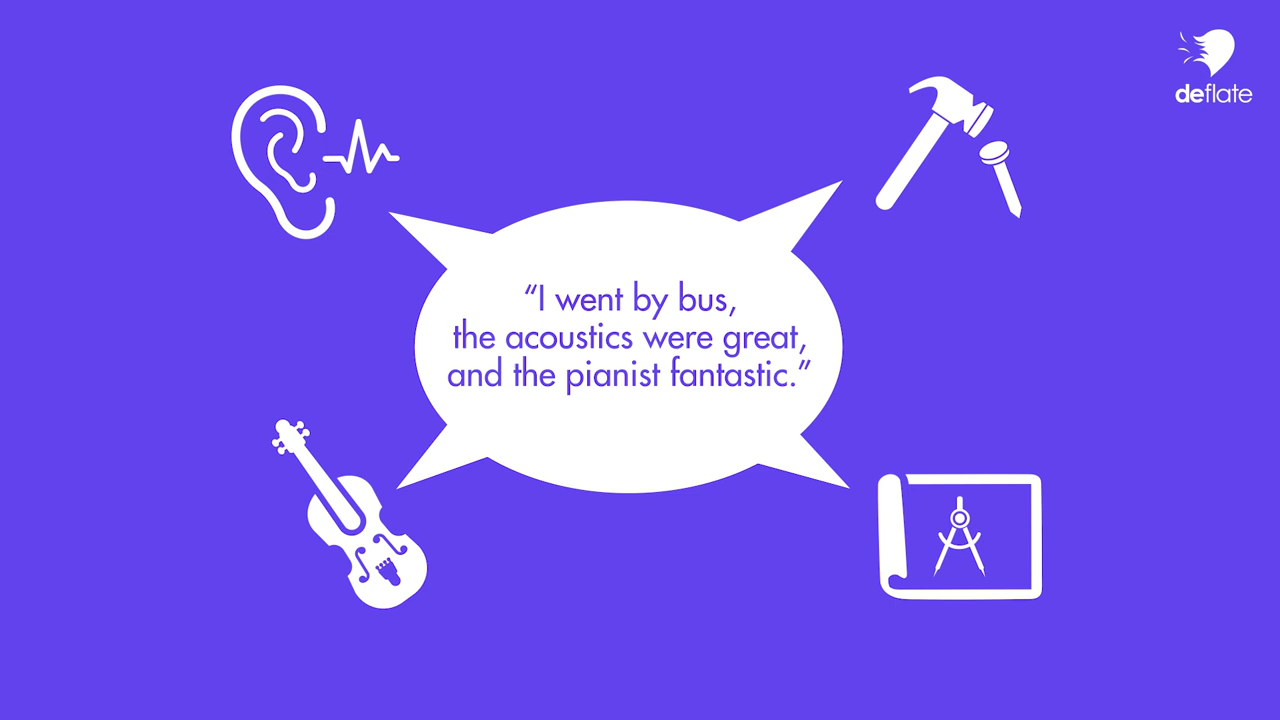 deflate
“I went by bus,
the acoustics were great,
and the pianist fantastic.”